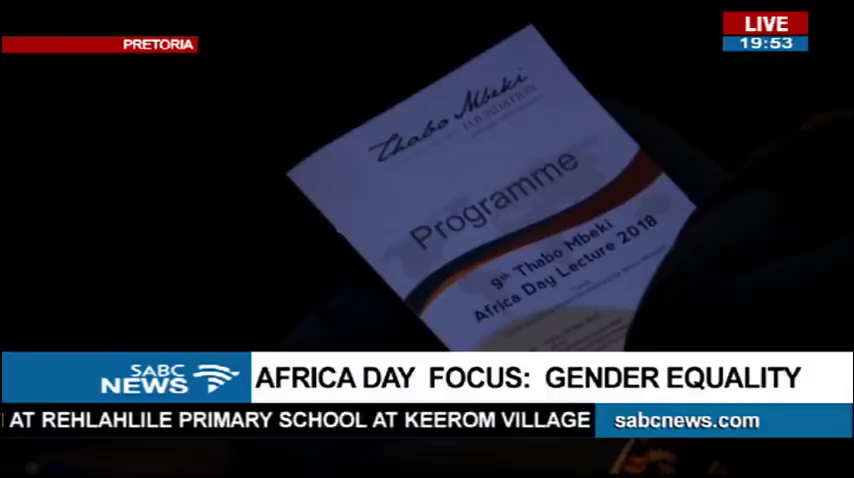 LIVE
19:53
PRETORIA
Thabo Mbeki
FOUNDATION
Programme
9th Thabo Mbeki
Africa Day Lecture 2018
SABC
NEWS
AFRICA DAY FOCUS: GENDER EQUALITY
AT REHLAHLILE PRIMARY SCHOOL AT KEEROM VILLAGE
sabcnews.com